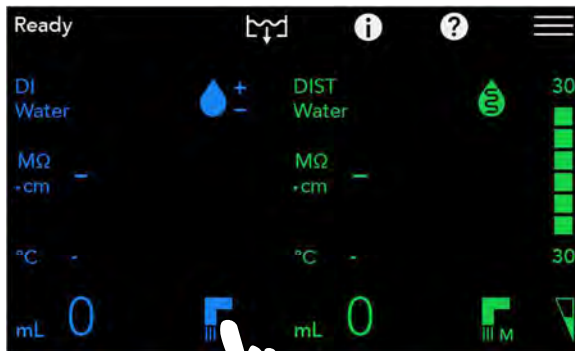 Ready
i
?
DI
Water
+
−
DIST
Water
30
MΩ
·cm
–
MΩ
·cm
–
°C
-
°C
-
30
mL
0
mL
0
M